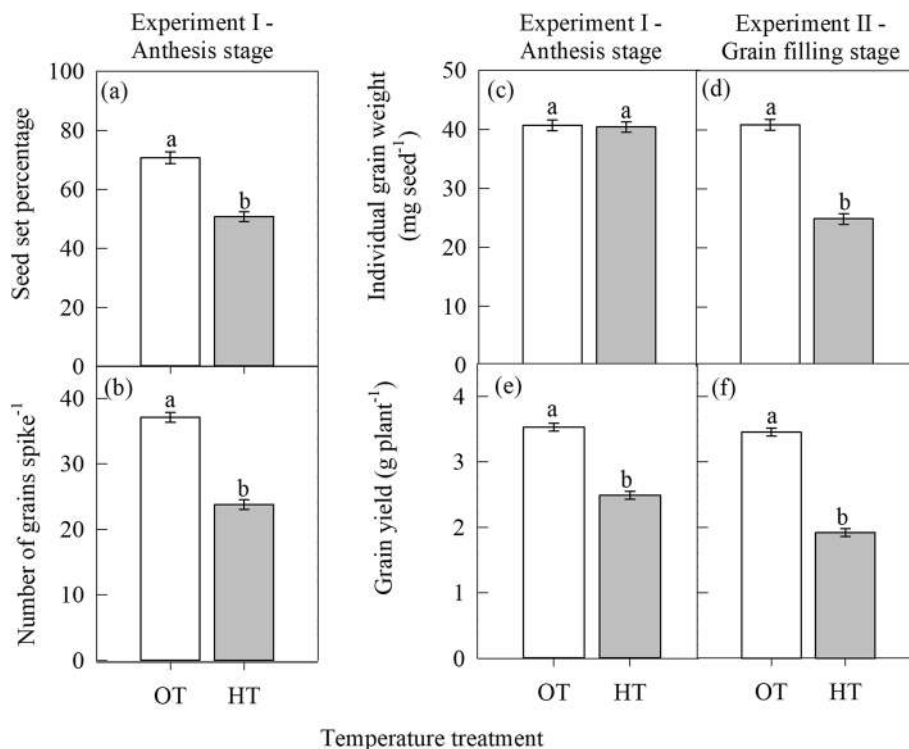 Experiment I -
Anthesis stage
Experiment I -
Anthesis stage
Experiment II -
Grain filling stage
(a)
100
80
60
40
20
0
Seed set percentage
a
b
(c)
50
40
30
20
10
0
Individual grain weight
(mg seed⁻¹)
a
a
(d)
a
b
(b)
40
30
20
10
0
Number of grains spike⁻¹
a
b
OT
HT
(e)
4
3
2
1
0
Grain yield (g plant⁻¹)
a
b
OT
HT
(f)
a
b
OT
HT
Temperature treatment